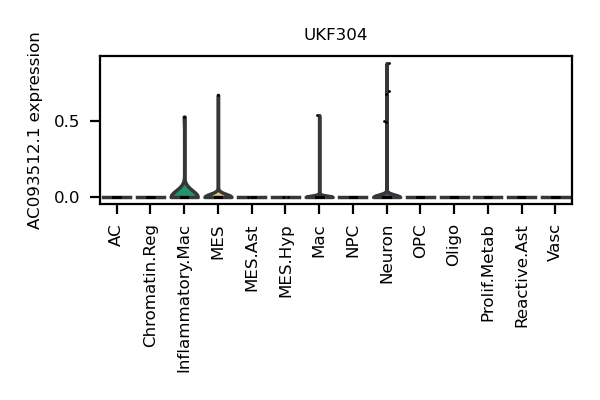 UKF304
AC093512.1 expression
0.5
0.0
AC
Chromatin.Reg
Inflammatory.Mac
MES
MES.Ast
MES.Hyp
Mac
NPC
Neuron
OPC
Oligo
Prolif.Metab
Reactive.Ast
Vasc